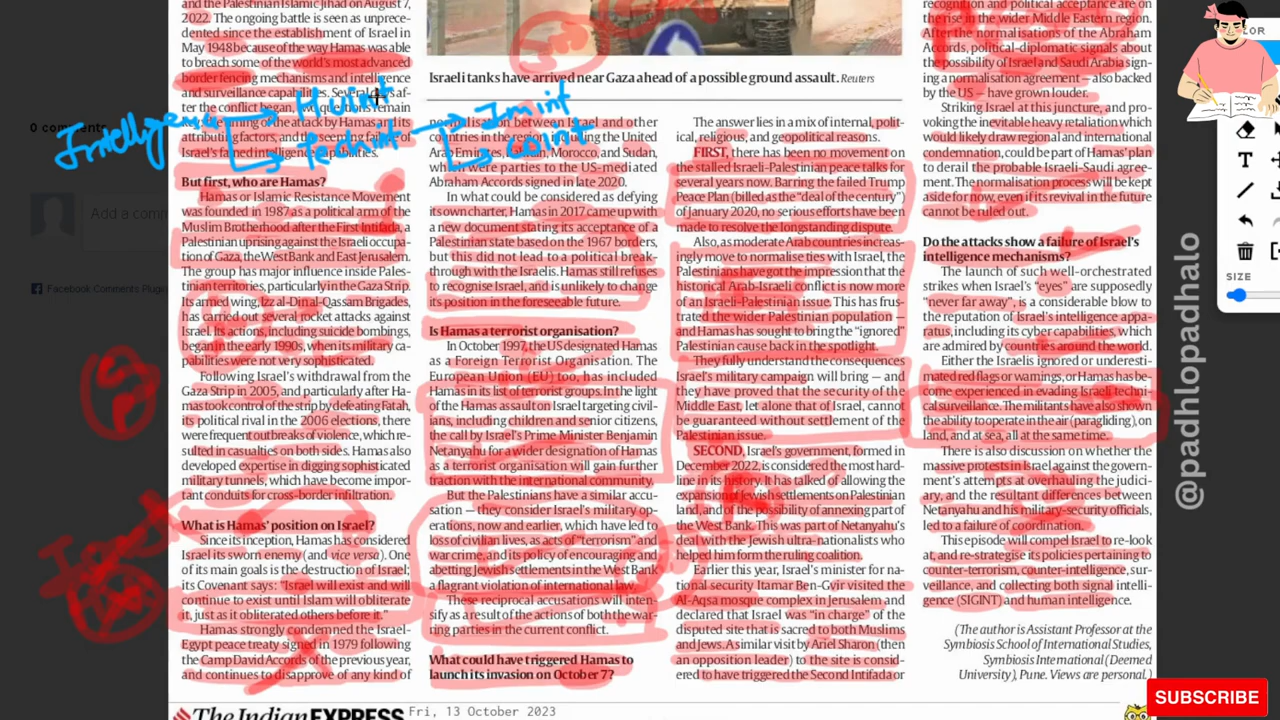 and the Palestinian Islamic Jihad on August 7,
2022. The ongoing battle is seen as unprece-
dented since the establishment of Israel in
May 1948 because of the way Hamas was able
to breach some of the world's most advanced
border fencing mechanisms and intelligence
and surveillance capabilities. Several days af-
ter the conflict began, two questions remain
timing of the attack by Hamas and its
attributing factors, and the seeming failure of
Israel's famed intelligence capabilities.
But first, who are Hamas?
Hamas or Islamic Resistance Movement
was founded in 1987 as a political arm of the
Muslim Brotherhood after the First Intifada, a
Palestinian uprising against the Israeli occupa-
tion of Gaza, the West Bank and East Jerusalem.
The group has major influence inside Pales-
tinian territories, particularly in the Gaza Strip.
Its armed wing, Izz al-Din al-Qassam Brigades,
has carried out several rocket attacks against
Israel. Its actions, including suicide bombings,
began in the early 1990s, when its military ca-
pabilities were not very sophisticated.
Following Israel's withdrawal from the
Gaza Strip in 2005, and particularly after Ha-
mas took control of the strip by defeating Fatah,
its political rival in the 2006 elections, there
were frequent outbreaks of violence, which re-
sulted in casualties on both sides. Hamas also
developed expertise in digging sophisticated
military tunnels, which have become impor-
tant conduits for cross-border infiltration.
What is Hamas' position on Israel?
Since its inception, Hamas has considered
Israel its sworn enemy (and vice versa). One
of its main goals is the destruction of Israel;
its Covenant says: "Israel will exist and will
continue to exist until Islam will obliterate
it, just as it obliterated others before it."
Hamas strongly condemned the Israel-
Egypt peace treaty signed in 1979 following
the Camp David Accords of the previous year,
and continues to disapprove of any kind of
Israeli tanks have arrived near Gaza ahead of a possible ground assault. Reuters
normalisation between Israel and other
countries in the region, including the United
Arab Emirates, Bahrain, Morocco, and Sudan,
which were parties to the US-mediated
Abraham Accords signed in late 2020.
In what could be considered as defying
its own charter, Hamas in 2017 came up with
a new document stating its acceptance of a
Palestinian state based on the 1967 borders,
but this did not lead to a political break-
through with the Israelis. Hamas still refuses
to recognise Israel, and is unlikely to change
its position in the foreseeable future.
Is Hamas a terrorist organisation?
In October 1997, the US designated Hamas
as a Foreign Terrorist Organisation. The
European Union (EU) too, has included
Hamas in its list of terrorist groups. In the light
of the Hamas assault on Israel targeting civil-
ians, including children and senior citizens,
the call by Israel's Prime Minister Benjamin
Netanyahu for a wider designation of Hamas
as a terrorist organisation will gain further
traction with the international community.
But the Palestinians have a similar accu-
sation — they consider Israel's military op-
erations, now and earlier, which have led to
loss of civilian lives, as acts of "terrorism" and
war crime, and its policy of encouraging and
abetting Jewish settlements in the West Bank
a flagrant violation of international law.
These reciprocal accusations will inten-
sify as a result of the actions of both the war-
ring parties in the current conflict.
What could have triggered Hamas to
launch its invasion on October 7?
The answer lies in a mix of internal, polit-
ical, religious, and geopolitical reasons.
FIRST, there has been no movement on
the stalled Israeli-Palestinian peace talks for
several years now. Barring the failed Trump
Peace Plan (billed as the "deal of the century")
of January 2020, no serious efforts have been
made to resolve the longstanding dispute.
Also, as moderate Arab countries increas-
ingly move to normalise ties with Israel, the
Palestinians have got the impression that the
historical Arab-Israeli conflict is now more
of an Israeli-Palestinian issue. This has frus-
trated the wider Palestinian population —
and Hamas has sought to bring the "ignored"
Palestinian cause back in the spotlight.
They fully understand the consequences
Israel's military campaign will bring — and
they have proved that the security of the
Middle East, let alone that of Israel, cannot
be guaranteed without settlement of the
Palestinian issue.
SECOND, Israel's government, formed in
December 2022, is considered the most hard-
line in its history. It has talked of allowing the
expansion of Jewish settlements on Palestinian
land, and of the possibility of annexing part of
the West Bank. This was part of Netanyahu's
deal with the Jewish ultra-nationalists who
helped him form the ruling coalition.
Earlier this year, Israel's minister for na-
tional security Itamar Ben-Gvir visited the
Al-Aqsa mosque complex in Jerusalem and
declared that Israel was "in charge" of the
disputed site that is sacred to both Muslims
and Jews. A similar visit by Ariel Sharon (then
an opposition leader) to the site is consid-
ered to have triggered the Second Intifada or
recognition and political acceptance are on
the rise in the wider Middle Eastern region.
After the normalisations of the Abraham
Accords, political-diplomatic signals about
the possibility of Israel and Saudi Arabia sign-
ing a normalisation agreement — also backed
by the US — have grown louder.
Striking Israel at this juncture, and pro-
voking the inevitable heavy retaliation which
would likely draw regional and international
condemnation, could be part of Hamas' plan
to derail the probable Israeli-Saudi agree-
ment. The normalisation process will be kept
aside for now, even if its revival in the future
cannot be ruled out.
Do the attacks show a failure of Israel's
intelligence mechanisms?
The launch of such well-orchestrated
strikes when Israel's "eyes" are supposedly
"never far away", is a considerable blow to
the reputation of Israel's intelligence appa-
ratus, including its cyber capabilities, which
are admired by countries around the world.
Either the Israelis ignored or underesti-
mated red flags or warnings, or Hamas has be-
come experienced in evading Israeli techni-
cal surveillance. The militants have also shown
the ability to operate in the air (paragliding), on
land, and at sea, all at the same time.
There is also discussion on whether the
massive protests in Israel against the govern-
ment's attempts at overhauling the judici-
ary, and the resultant differences between
Netanyahu and his military-security officials,
led to a failure of coordination.
This episode will compel Israel to re-look
at, and re-strategise its policies pertaining to
counter-terrorism, counter-intelligence, sur-
veillance, and collecting both signal intelli-
gence (SIGINT) and human intelligence.
(The author is Assistant Professor at the
Symbiosis School of International Studies,
Symbiosis International (Deemed
University), Pune. Views are personal.)
The Indian EXPRESS
Fri, 13 October 2023
0 comments
Add a comm
Facebook Comments Plugin
Intelligence
Humint
Techint
Imint
@padhlopadhalo
OR
T
SIZE
SUBSCRIBE